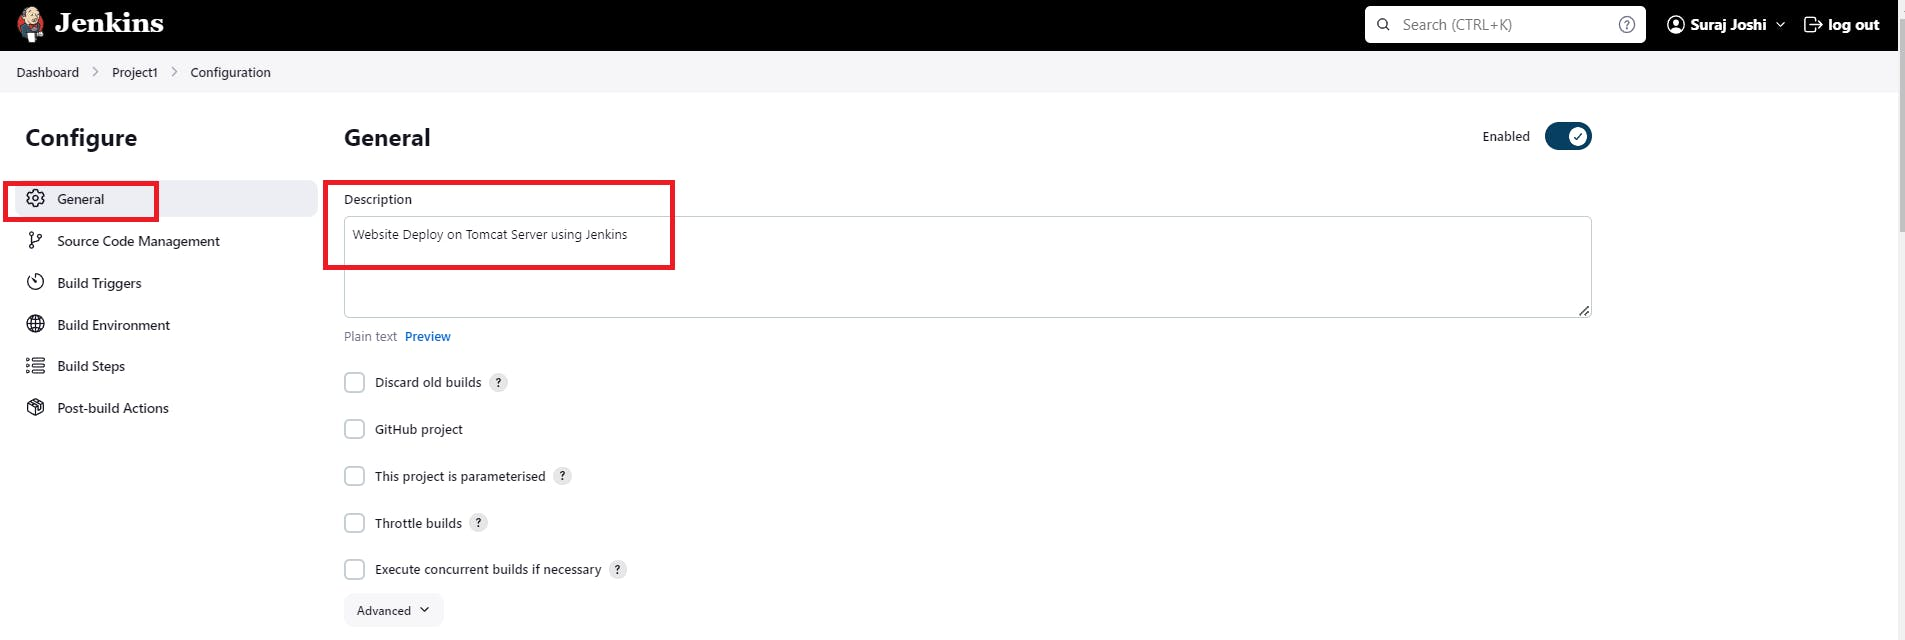 Jenkins
Search (CTRL+K)
?
Suraj Joshi
log out
Dashboard > Project1 > Configuration
Configure
General
Source Code Management
Build Triggers
Build Environment
Build Steps
Post-build Actions
General
Enabled
Description
Website Deploy on Tomcat Server using Jenkins
Plain text Preview
Discard old builds ?
GitHub project
This project is parameterised ?
Throttle builds ?
Execute concurrent builds if necessary ?
Advanced